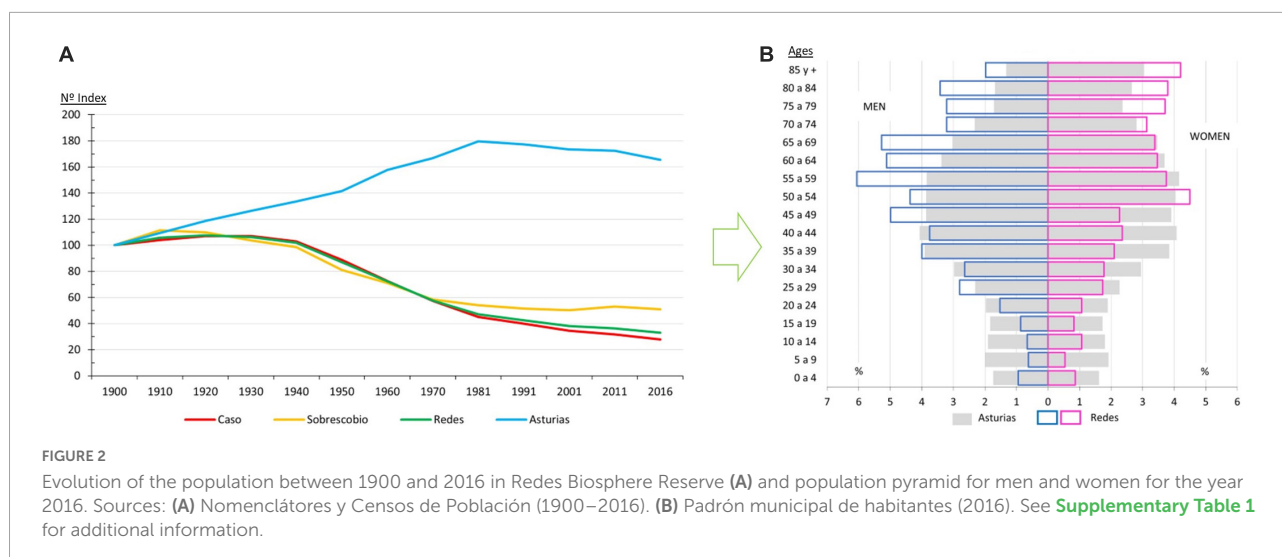 A
Nº Index
200
180
160
140
120
100
80
60
40
20
0
1900 1910 1920 1930 1940 1950 1960 1970 1981 1991 2001 2011 2016
Caso Sobrescobio Redes Asturias
B
Ages
85 y +
80 a 84
75 a 79
70 a 74
65 a 69
60 a 64
55 a 59
50 a 54
45 a 49
40 a 44
35 a 39
30 a 34
25 a 29
20 a 24
15 a 19
10 a 14
5 a 9
0 a 4
MEN
WOMEN
% %
7 6 5 4 3 2 1 0 1 2 3 4 5 6
Asturias Redes
FIGURE 2
Evolution of the population between 1900 and 2016 in Redes Biosphere Reserve (A) and population pyramid for men and women for the year
2016. Sources: (A) Nomenclátores y Censos de Población (1900–2016). (B) Padrón municipal de habitantes (2016). See Supplementary Table 1
for additional information.